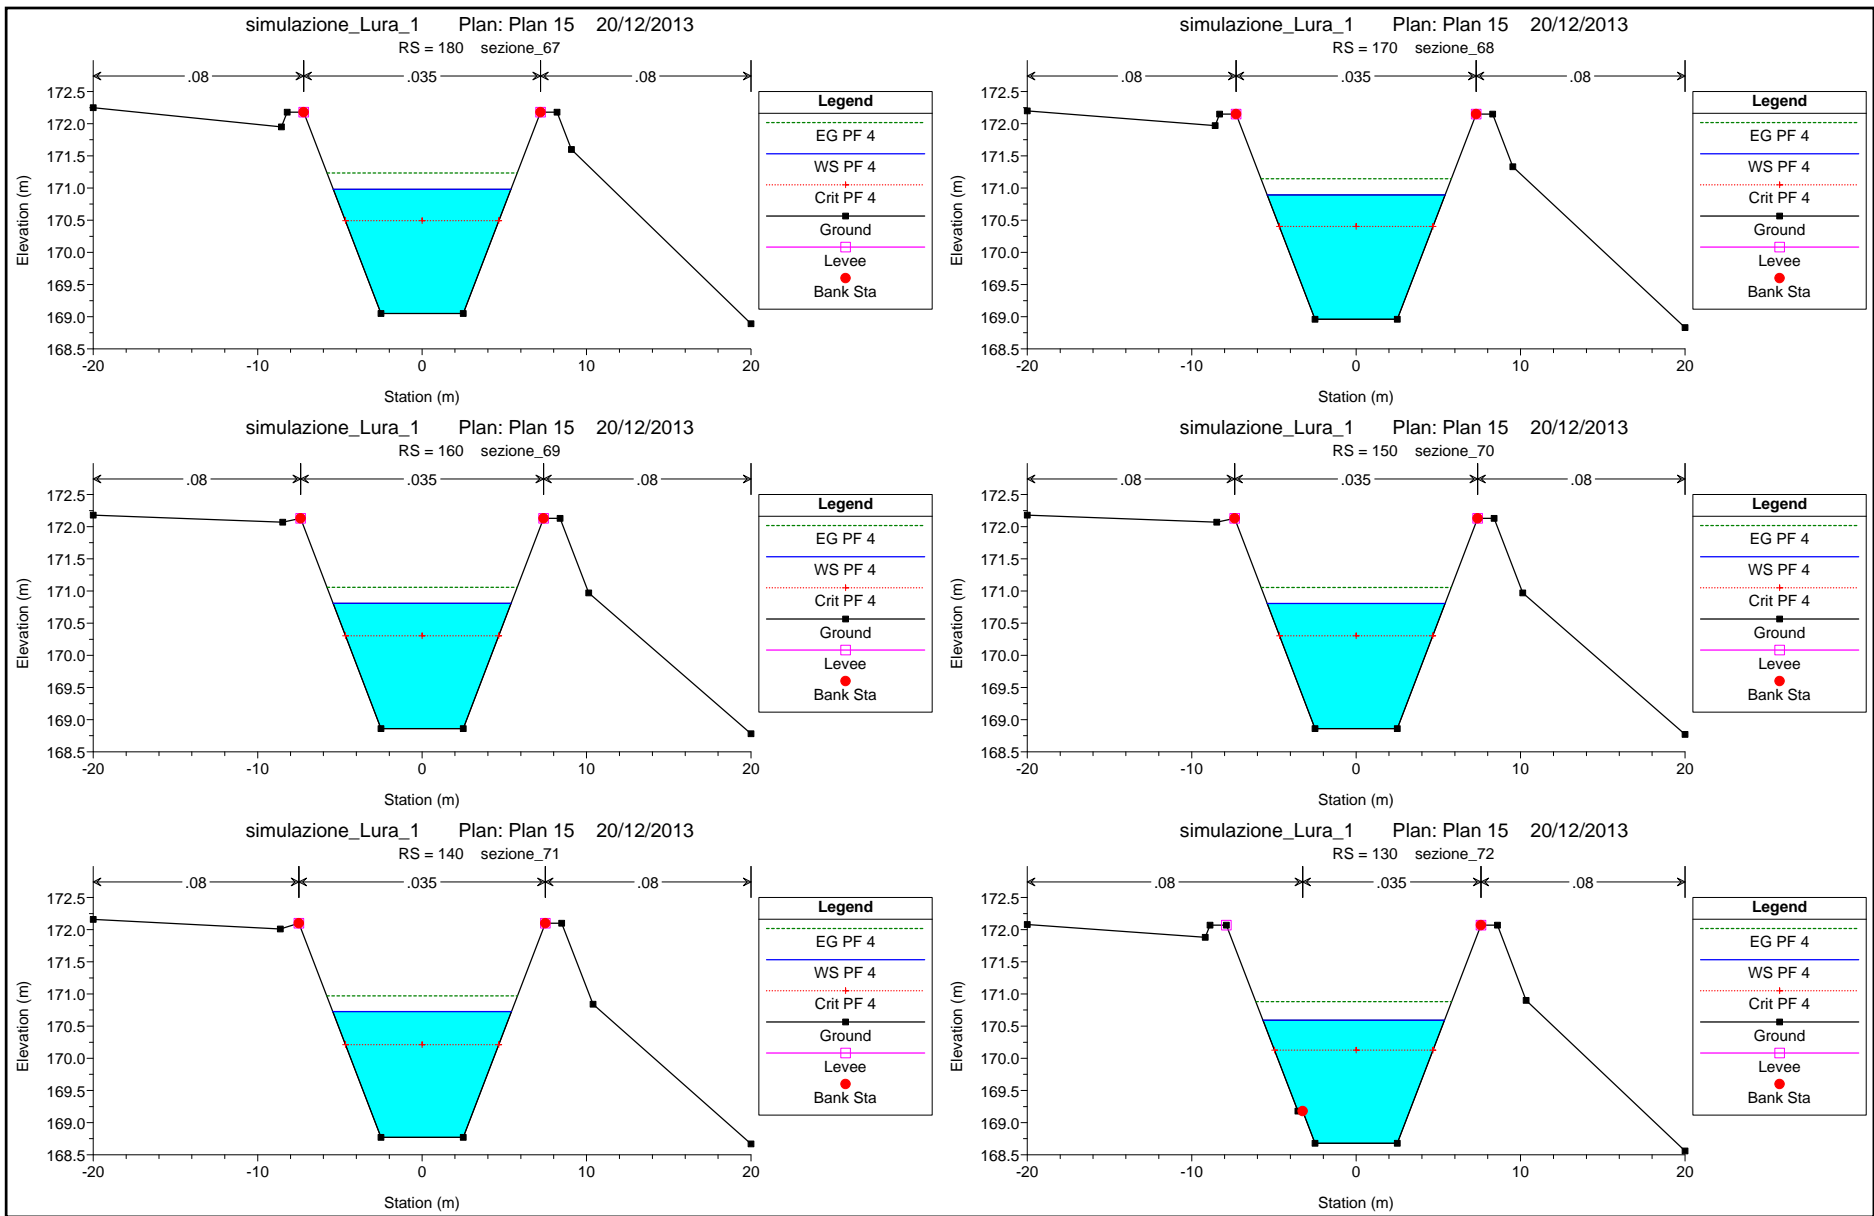 simulazione_Lura_1 Plan: Plan 15 20/12/2013
RS = 180 sezione_67
.08 .035 .08
172.5
172.0
171.5
171.0
170.5
170.0
169.5
169.0
168.5
-20 -10 0 10 20
Station (m)
Elevation (m)
Legend
EG PF 4
WS PF 4
Crit PF 4
Ground
Levee
Bank Sta
simulazione_Lura_1 Plan: Plan 15 20/12/2013
RS = 170 sezione_68
.08 .035 .08
172.5
172.0
171.5
171.0
170.5
170.0
169.5
169.0
168.5
-20 -10 0 10 20
Station (m)
Elevation (m)
Legend
EG PF 4
WS PF 4
Crit PF 4
Ground
Levee
Bank Sta
simulazione_Lura_1 Plan: Plan 15 20/12/2013
RS = 160 sezione_69
.08 .035 .08
172.5
172.0
171.5
171.0
170.5
170.0
169.5
169.0
168.5
-20 -10 0 10 20
Station (m)
Elevation (m)
Legend
EG PF 4
WS PF 4
Crit PF 4
Ground
Levee
Bank Sta
simulazione_Lura_1 Plan: Plan 15 20/12/2013
RS = 150 sezione_70
.08 .035 .08
172.5
172.0
171.5
171.0
170.5
170.0
169.5
169.0
168.5
-20 -10 0 10 20
Station (m)
Elevation (m)
Legend
EG PF 4
WS PF 4
Crit PF 4
Ground
Levee
Bank Sta
simulazione_Lura_1 Plan: Plan 15 20/12/2013
RS = 140 sezione_71
.08 .035 .08
172.5
172.0
171.5
171.0
170.5
170.0
169.5
169.0
168.5
-20 -10 0 10 20
Station (m)
Elevation (m)
Legend
EG PF 4
WS PF 4
Crit PF 4
Ground
Levee
Bank Sta
simulazione_Lura_1 Plan: Plan 15 20/12/2013
RS = 130 sezione_72
.08 .035 .08
172.5
172.0
171.5
171.0
170.5
170.0
169.5
169.0
168.5
-20 -10 0 10 20
Station (m)
Elevation (m)
Legend
EG PF 4
WS PF 4
Crit PF 4
Ground
Levee
Bank Sta